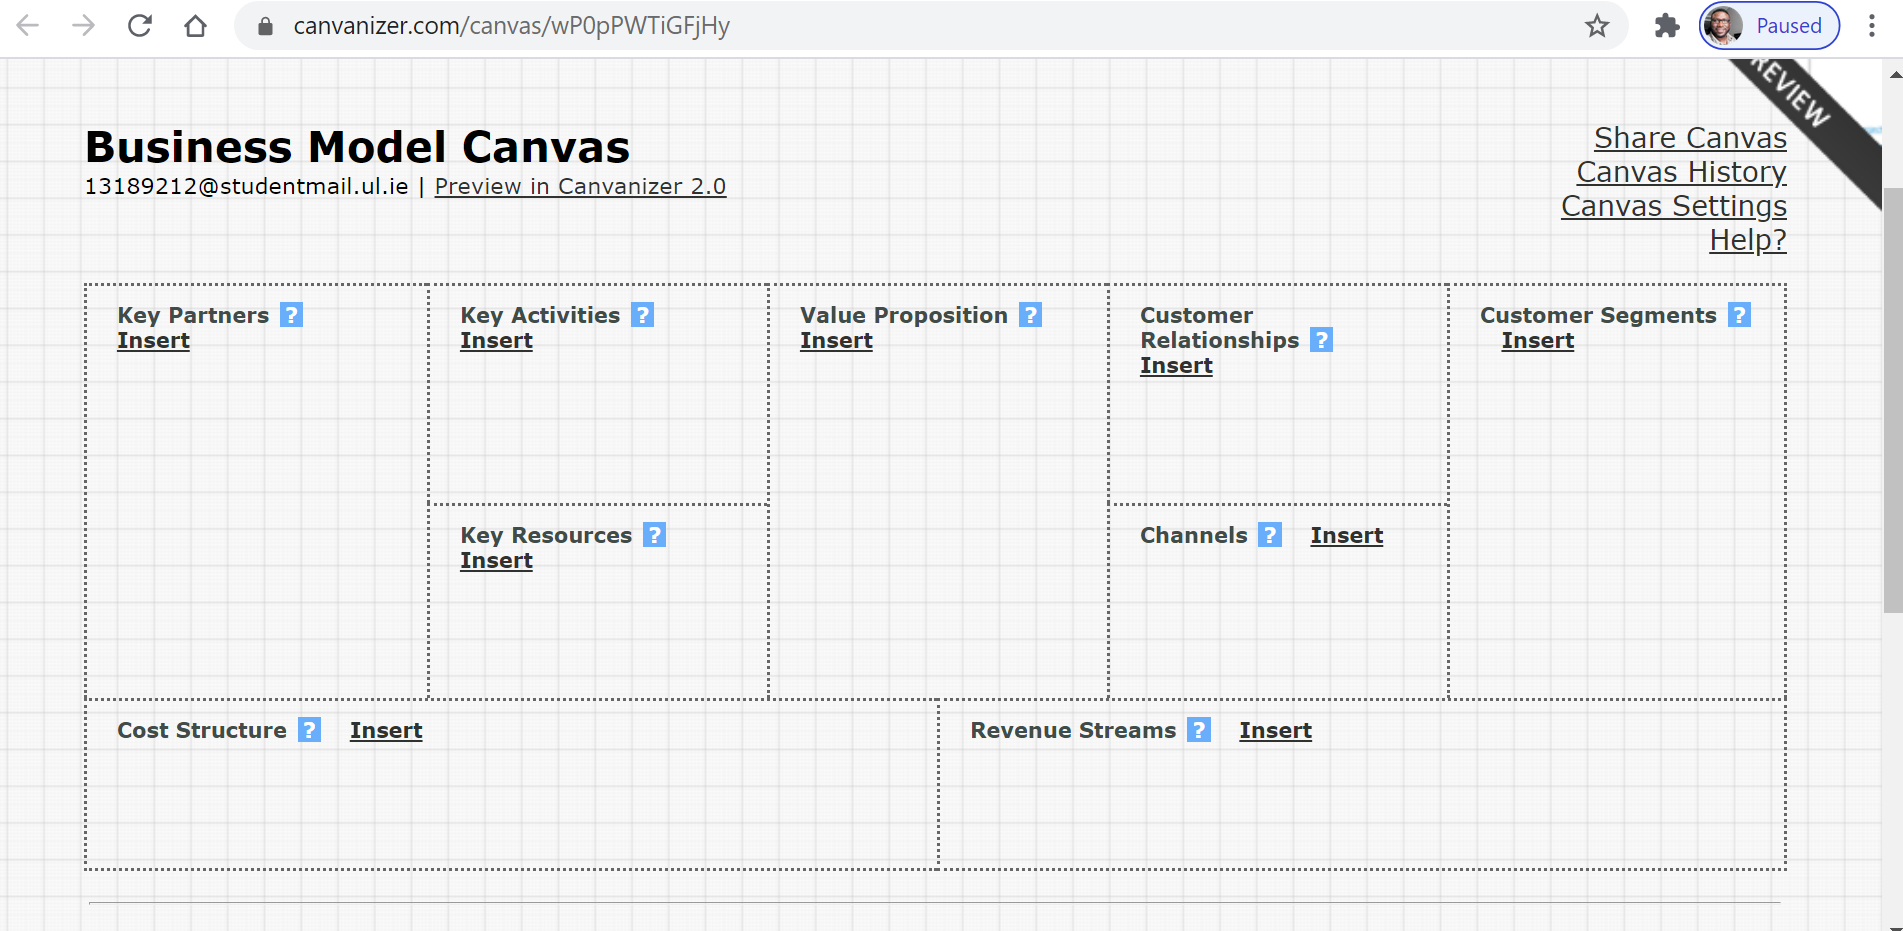 canvanizer.com/canvas/wP0pPWTiGFjHy
Paused
REVIEW
Business Model Canvas
13189212@studentmail.ul.ie | Preview in Canvanizer 2.0
Share Canvas
Canvas History
Canvas Settings
Help?
Key Partners ?
Insert
Key Activities ?
Insert
Value Proposition ?
Insert
Customer
Relationships ?
Insert
Customer Segments ?
Insert
Key Resources ?
Insert
Channels ? Insert
Cost Structure ? Insert
Revenue Streams ? Insert